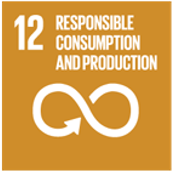 12 RESPONSIBLE
CONSUMPTION
AND PRODUCTION